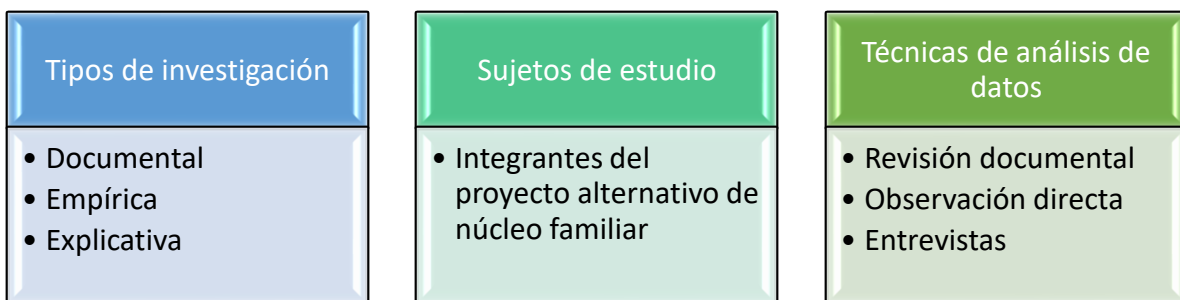 Tipos de investigación
• Documental
• Empírica
• Explicativa
Sujetos de estudio
• Integrantes del
proyecto alternativo de
núcleo familiar
Técnicas de análisis de
datos
• Revisión documental
• Observación directa
• Entrevistas